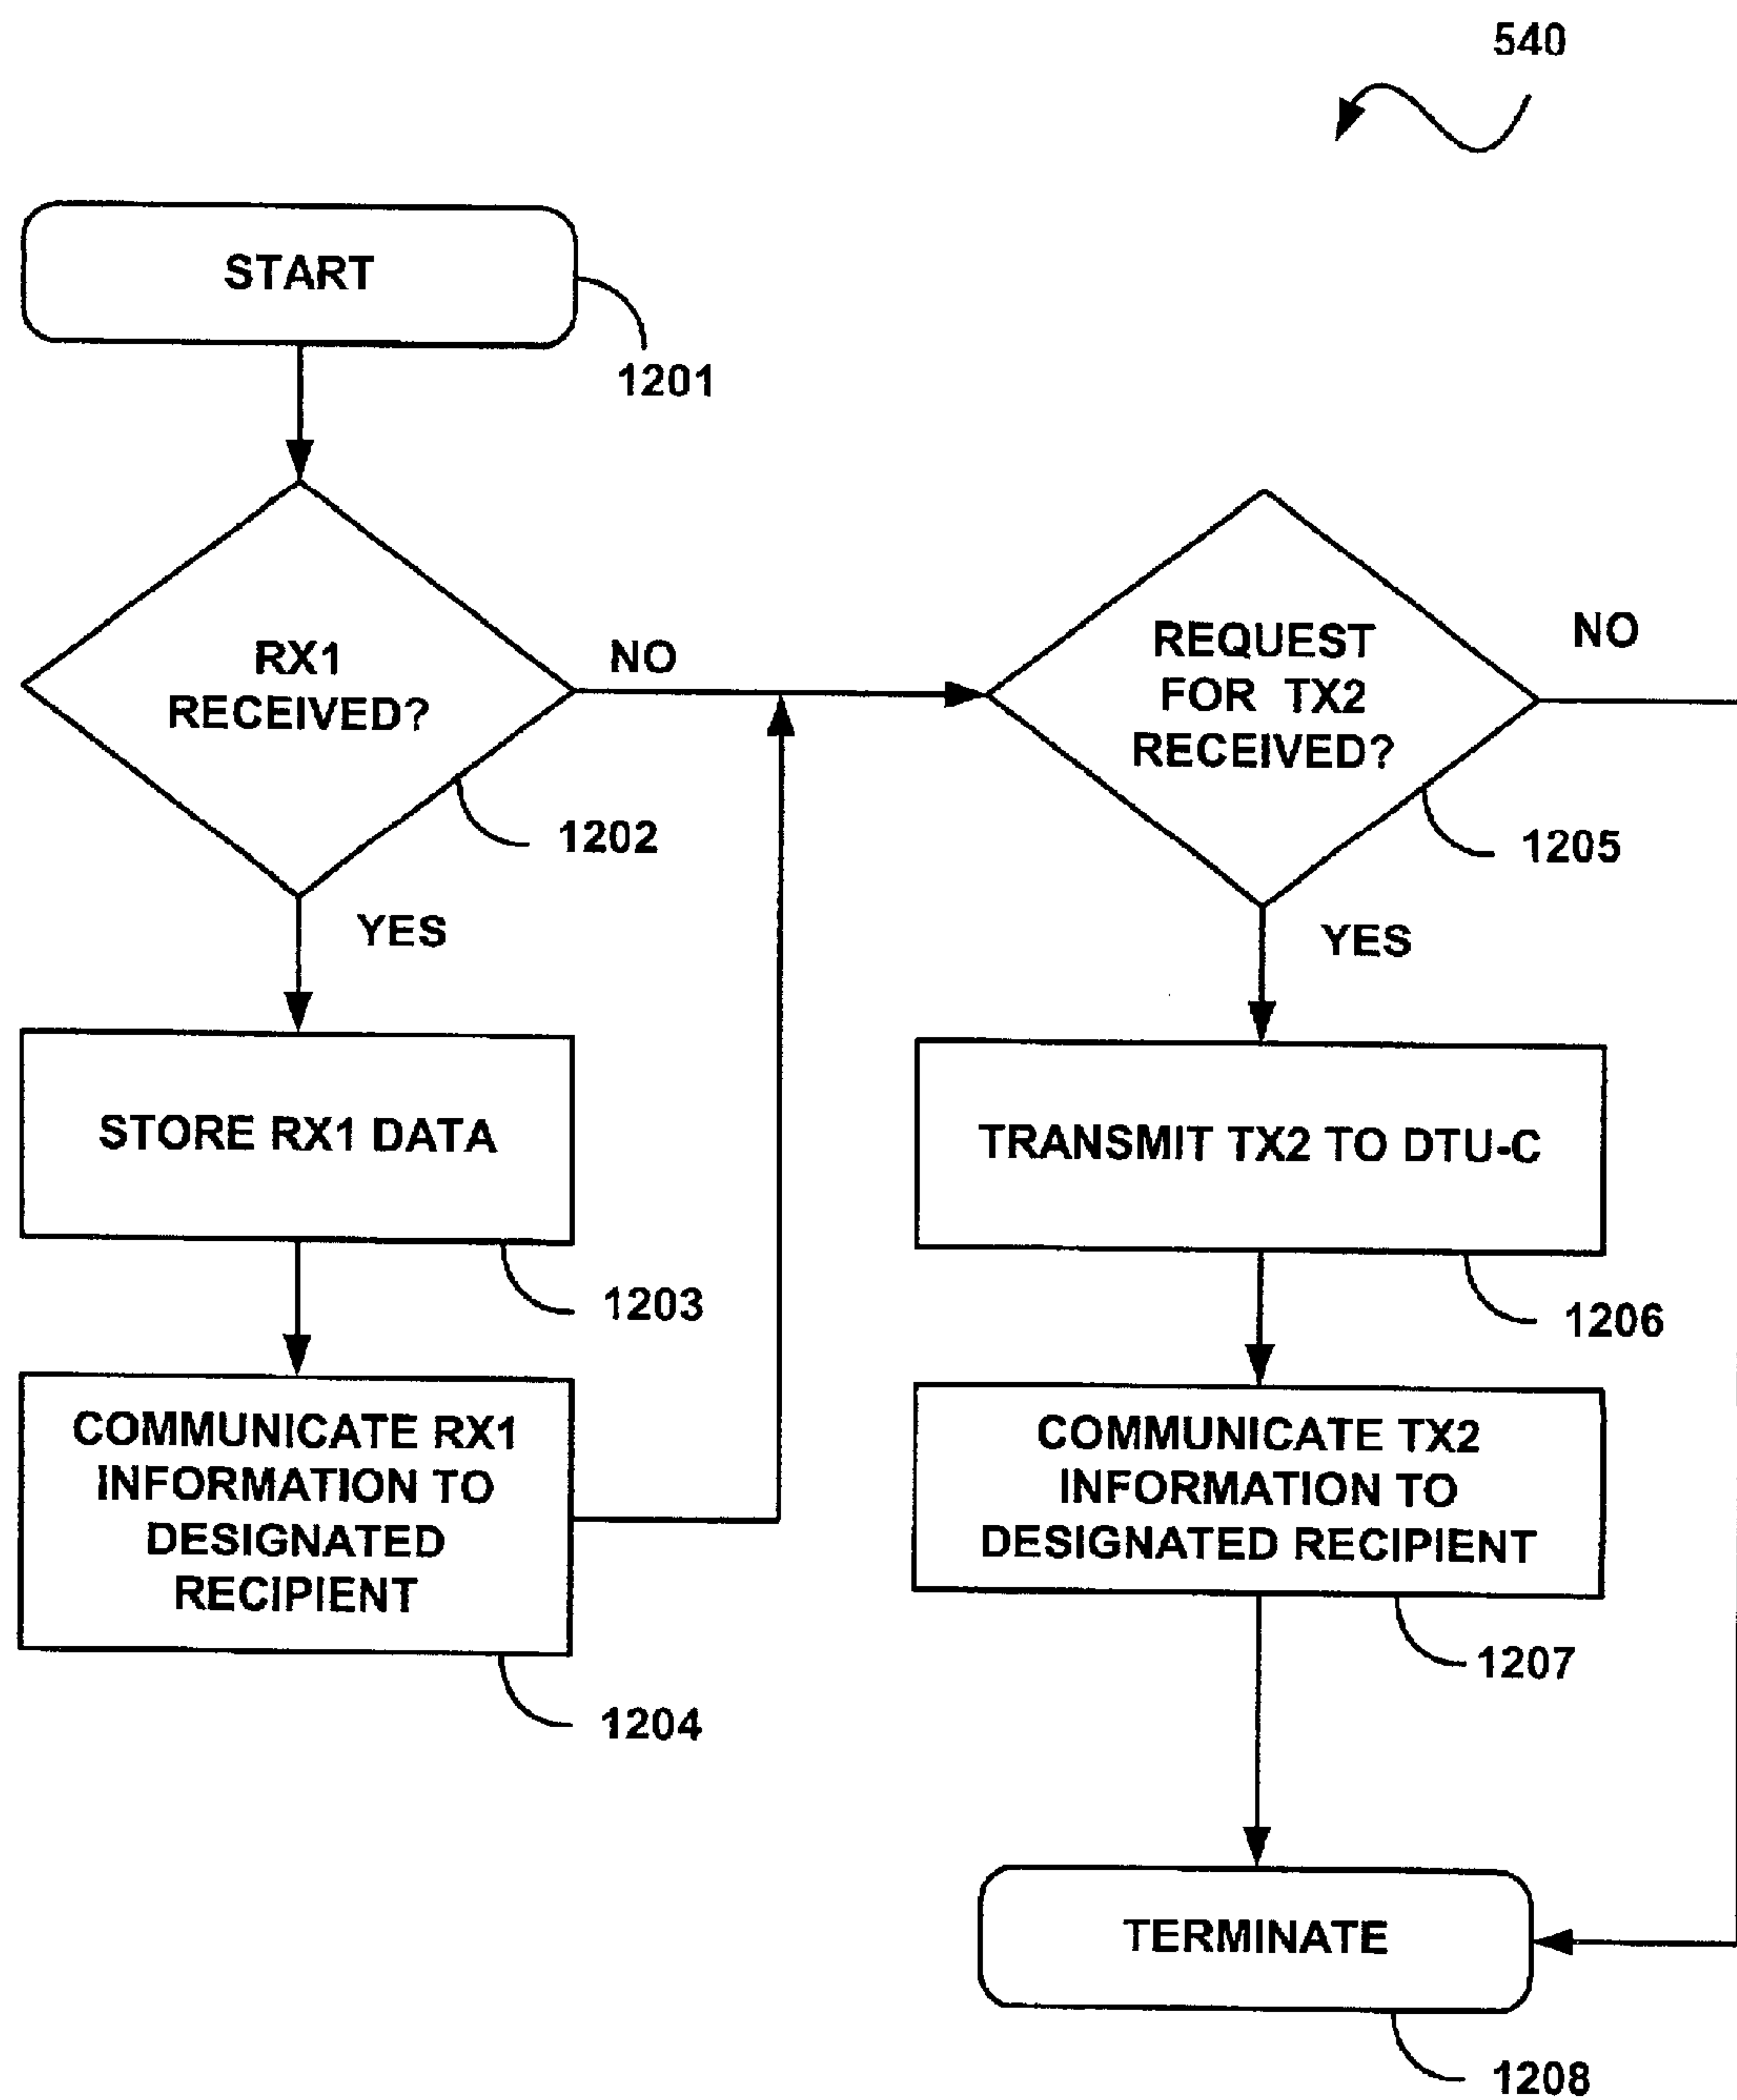 540
START
1201
RX1
RECEIVED?
NO
1202
YES
STORE RX1 DATA
1203
COMMUNICATE RX1
INFORMATION TO
DESIGNATED
RECIPIENT
1204
REQUEST
FOR TX2
RECEIVED?
NO
1205
YES
TRANSMIT TX2 TO DTU-C
1206
COMMUNICATE TX2
INFORMATION TO
DESIGNATED RECIPIENT
1207
TERMINATE
1208